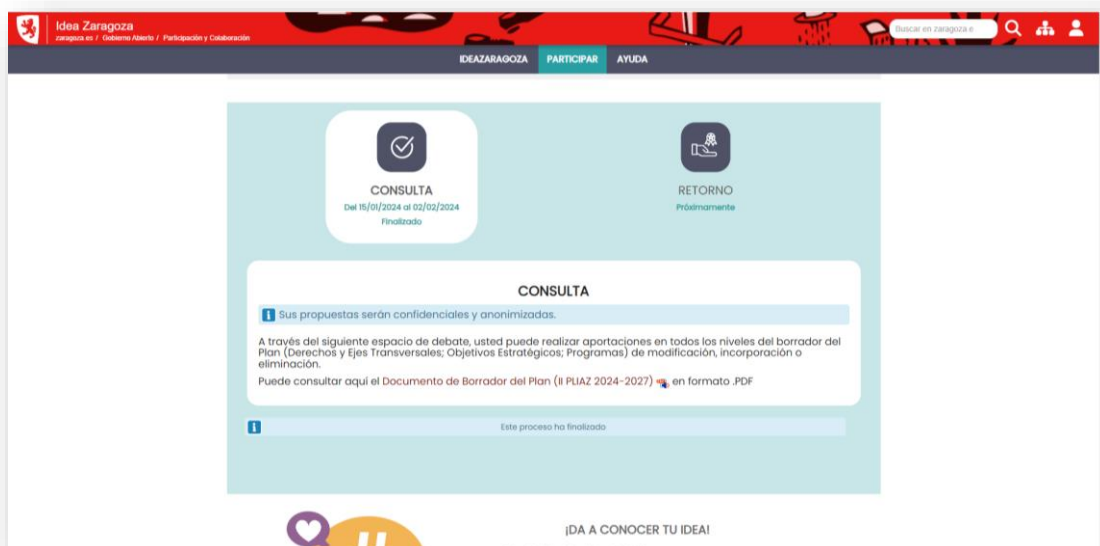 Idea Zaragoza
zaragoza.es / Gobierno Abierto / Participación y Colaboración
Buscar en zaragoza.e
IDEAZARAGOZA PARTICIPAR AYUDA
CONSULTA
Del 15/01/2024 al 02/02/2024
Finalizado
RETORNO
Próximamente
CONSULTA
Sus propuestas serán confidenciales y anonimizadas.
A través del siguiente espacio de debate, usted puede realizar aportaciones en todos los niveles del borrador del
Plan (Derechos y Ejes Transversales; Objetivos Estratégicos; Programas) de modificación, incorporación o
eliminación.
Puede consultar aquí el Documento de Borrador del Plan (II PLIAZ 2024-2027) en formato .PDF
Este proceso ha finalizado
¡DA A CONOCER TU IDEA!